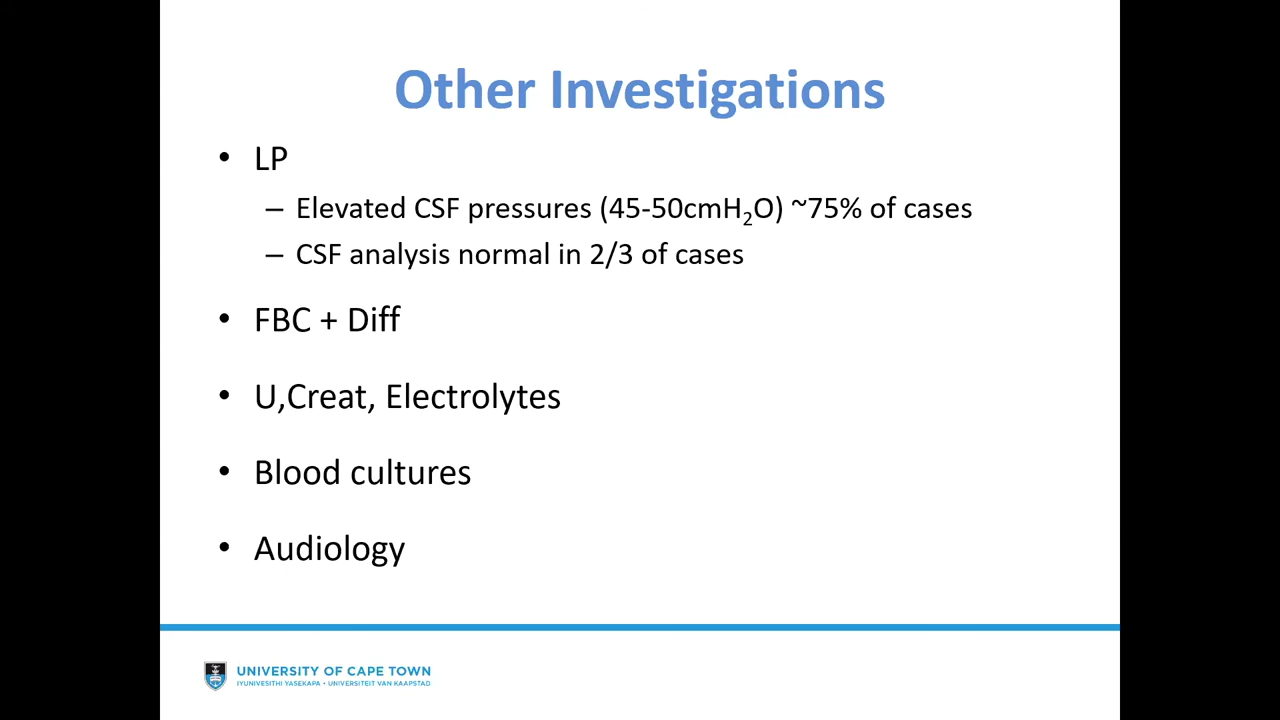 Other Investigations
• LP
– Elevated CSF pressures (45-50cmH₂O) ~75% of cases
– CSF analysis normal in 2/3 of cases
• FBC + Diff
• U,Creat, Electrolytes
• Blood cultures
• Audiology
UNIVERSITY OF CAPE TOWN
IYUNIVESITHI YASEKAPA • UNIVERSITEIT VAN KAAPSTAD